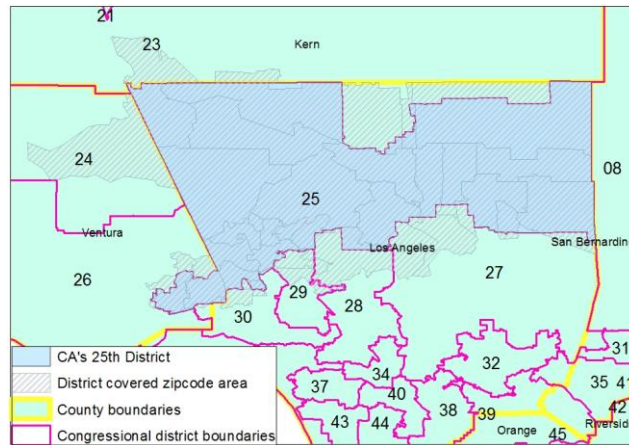 21
23
Kern
24
08
25
Ventura
Los Angeles
San Bernardino
26
27
29
28
30
31
34
32
37
40
35
41
42
43
44
38
39
Riverside
Orange
45
CA's 25th District
District covered zipcode area
County boundaries
Congressional district boundaries